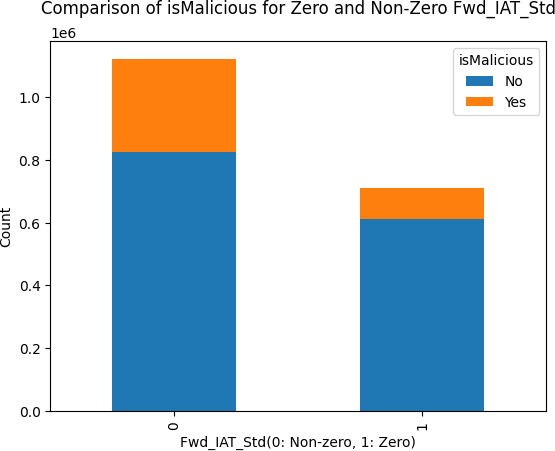 Comparison of isMalicious for Zero and Non-Zero Fwd_IAT_Std
1e6
isMalicious
No
Yes
1.0
0.8
0.6
0.4
0.2
0.0
Count
0
1
Fwd_IAT_Std(0: Non-zero, 1: Zero)